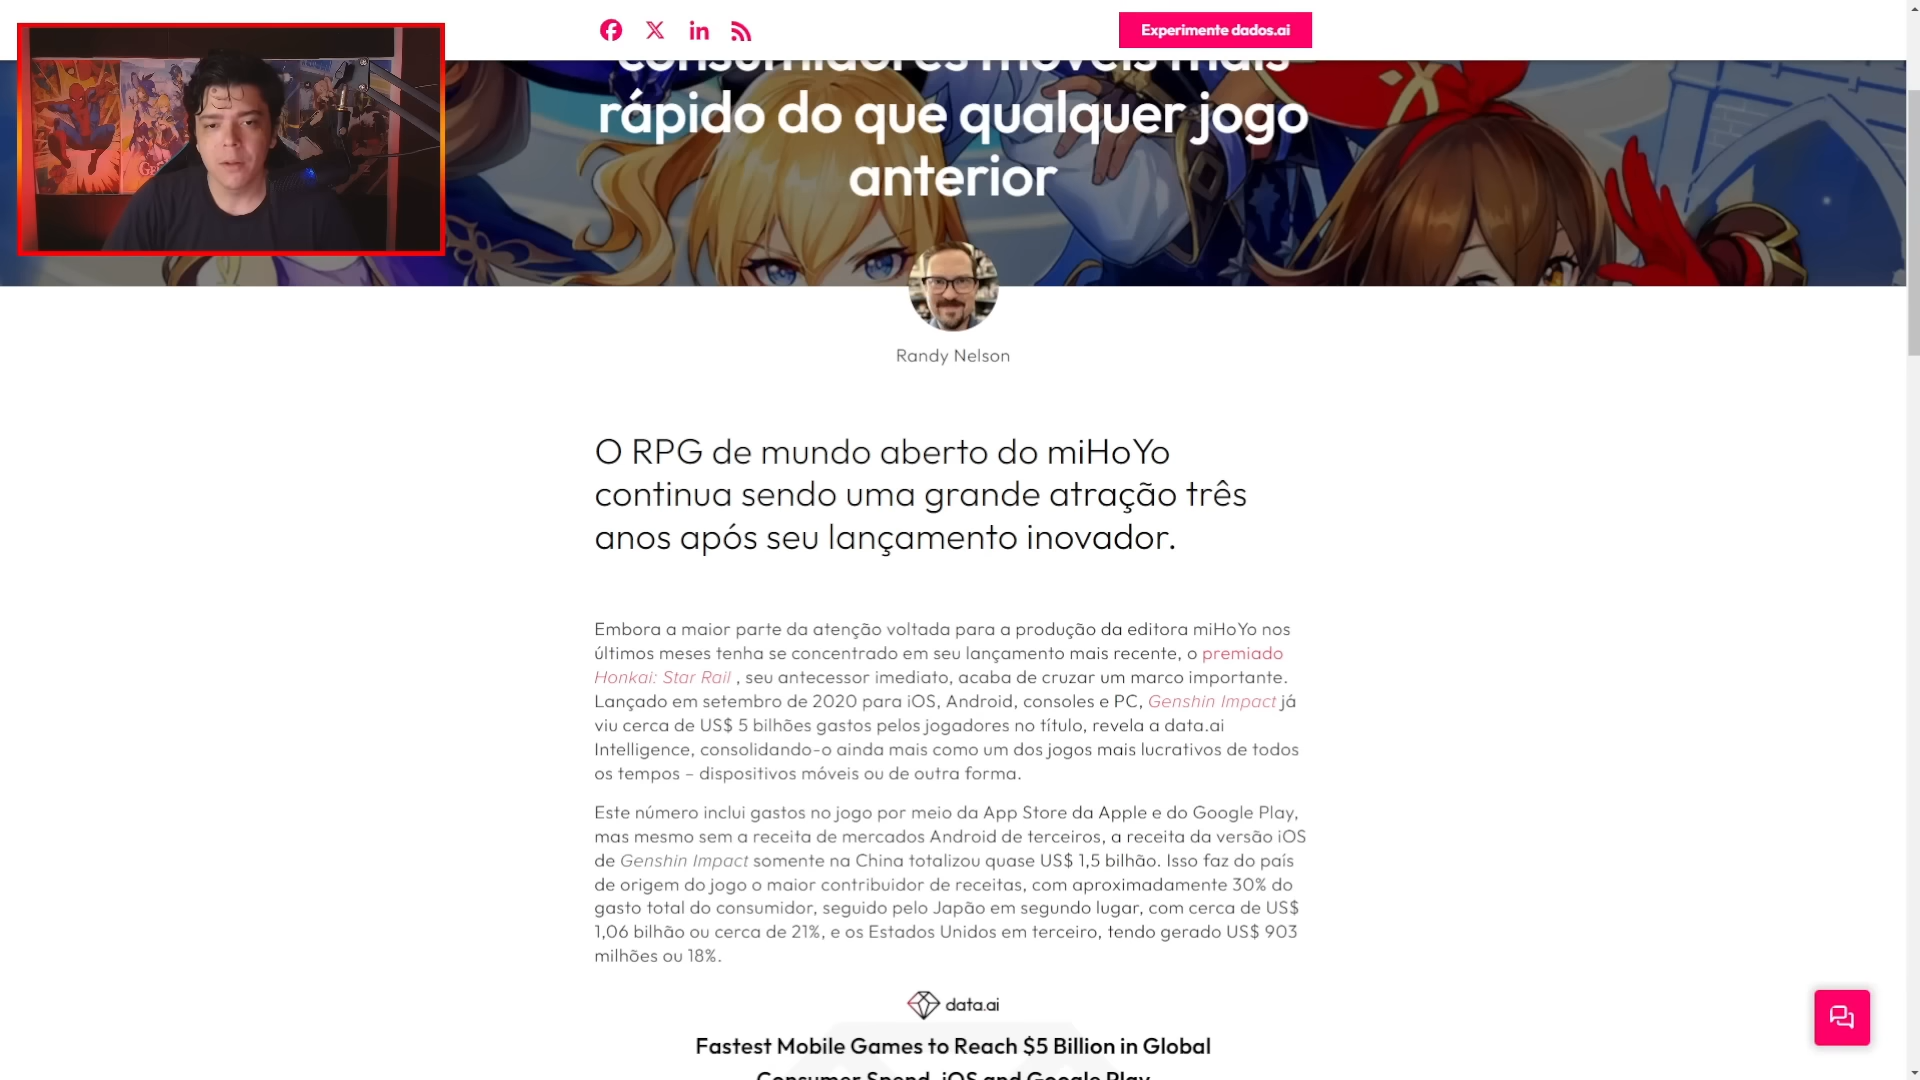 Experimente dados.ai
consumidores móveis mais
rápido do que qualquer jogo
anterior
Randy Nelson
O RPG de mundo aberto do miHoYo
continua sendo uma grande atração três
anos após seu lançamento inovador.
Embora a maior parte da atenção voltada para a produção da editora miHoYo nos
últimos meses tenha se concentrado em seu lançamento mais recente, o premiado
Honkai: Star Rail , seu antecessor imediato, acaba de cruzar um marco importante.
Lançado em setembro de 2020 para iOS, Android, consoles e PC, Genshin Impact já
viu cerca de US$ 5 bilhões gastos pelos jogadores no título, revela a data.ai
Intelligence, consolidando-o ainda mais como um dos jogos mais lucrativos de todos
os tempos – dispositivos móveis ou de outra forma.
Este número inclui gastos no jogo por meio da App Store da Apple e do Google Play,
mas mesmo sem a receita de mercados Android de terceiros, a receita da versão iOS
de Genshin Impact somente na China totalizou quase US$ 1,5 bilhão. Isso faz do país
de origem do jogo o maior contribuidor de receitas, com aproximadamente 30% do
gasto total do consumidor, seguido pelo Japão em segundo lugar, com cerca de US$
1,06 bilhão ou cerca de 21%, e os Estados Unidos em terceiro, tendo gerado US$ 903
milhões ou 18%.
data.ai
Fastest Mobile Games to Reach $5 Billion in Global
Consumer Spend, iOS and Google Play